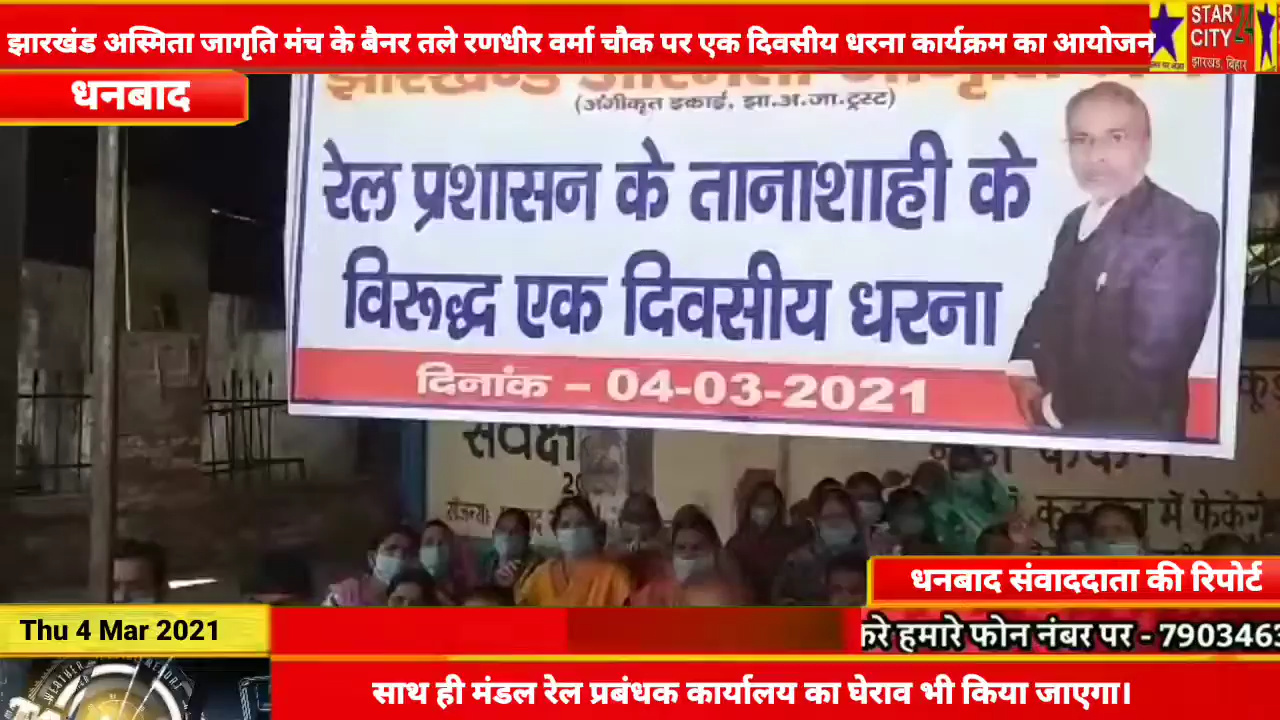 झारखंड अस्मिता जागृति मंच के बैनर तले रणधीर वर्मा चौक पर एक दिवसीय धरना कार्यक्रम का आयोजन
STAR
CITY 24
झारखंड, बिहार
धनबाद
(अंगीकृत इकाई, झा.अ.जा.ट्रस्ट)
रेल प्रशासन के तानाशाही के
विरूद्ध एक दिवसीय धरना
दिनांक – 04-03-2021
में फेकेंगे
धनबाद संवाददाता की रिपोर्ट
Thu 4 Mar 2021
करे हमारे फोन नंबर पर - 7903463
साथ ही मंडल रेल प्रबंधक कार्यालय का घेराव भी किया जाएगा।